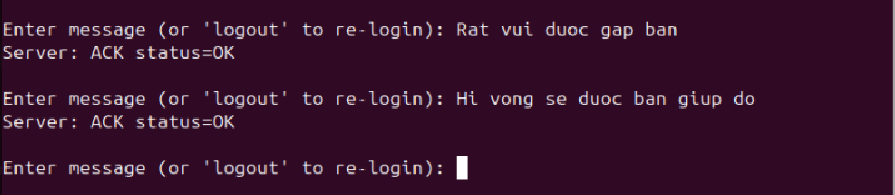 Enter message (or 'logout' to re-login): Rat vui duoc gap ban
Server: ACK status=OK
Enter message (or 'logout' to re-login): Hi vong se duoc ban giup do
Server: ACK status=OK
Enter message (or 'logout' to re-login):